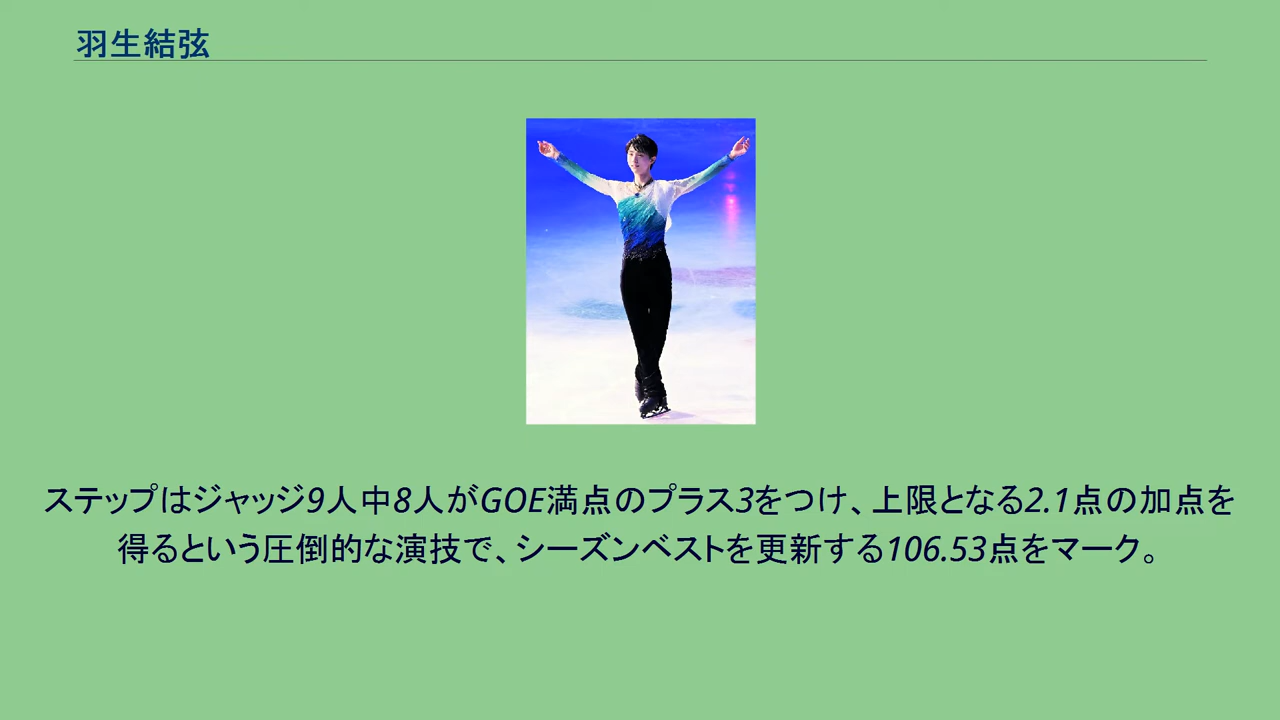 羽生結弦
ステップはジャッジ9人中8人がGOE満点のプラス3をつけ、上限となる2.1点の加点を
得るという圧倒的な演技で、シーズンベストを更新する106.53点をマーク。